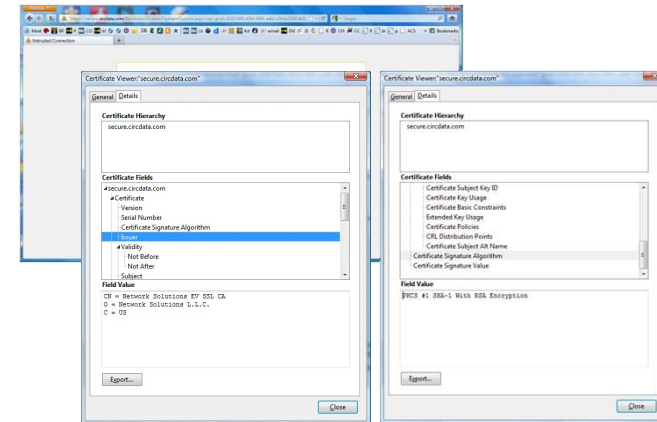 Untrusted Connection
Certificate Viewer:"secure.circdata.com"
General Details
Certificate Hierarchy
secure.circdata.com
Certificate Fields
secure.circdata.com
Certificate
Version
Serial Number
Certificate Signature Algorithm
Issuer
Validity
Not Before
Not After
Subject
Field Value
CN = Network Solutions EV SSL CA
O = Network Solutions L.L.C.
C = US
Export...
Close
Certificate Viewer:"secure.circdata.com"
General Details
Certificate Hierarchy
secure.circdata.com
Certificate Fields
Certificate Subject Key ID
Certificate Key Usage
Certificate Basic Constraints
Extended Key Usage
Certificate Policies
CRL Distribution Points
Certificate Subject Alt Name
Certificate Signature Algorithm
Certificate Signature Value
Field Value
PKCS #1 SHA-1 With RSA Encryption
Export...
Close